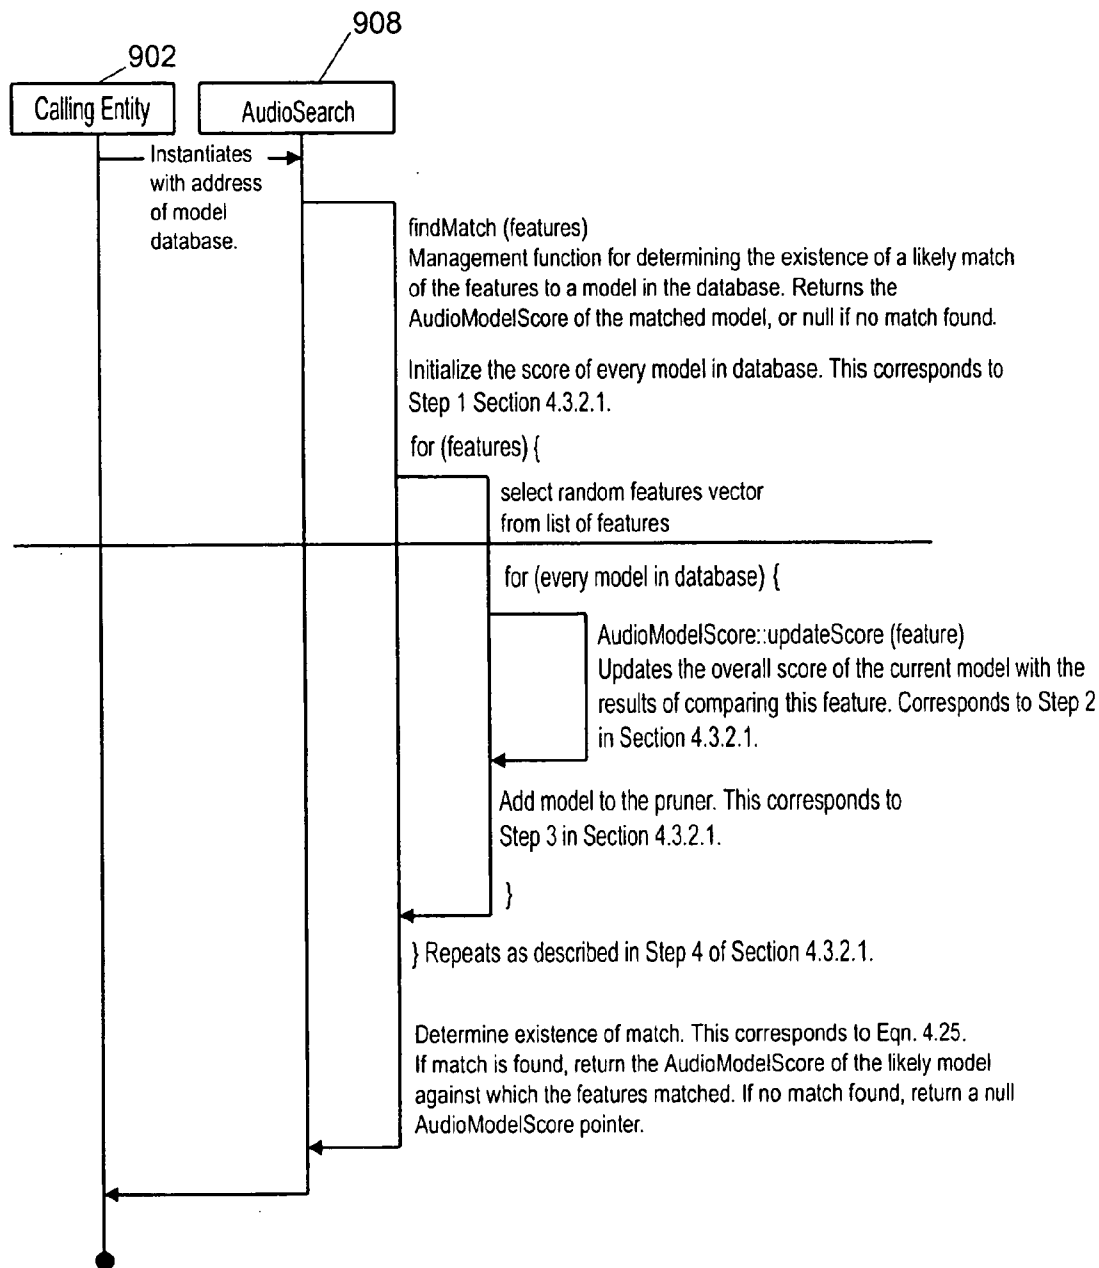 908
902
Calling Entity
AudioSearch
Instantiates
with address
of model
database.
findMatch (features)
Management function for determining the existence of a likely match
of the features to a model in the database. Returns the
AudioModelScore of the matched model, or null if no match found.
Initialize the score of every model in database. This corresponds to
Step 1 Section 4.3.2.1.
for (features) {
select random features vector
from list of features
for (every model in database) {
AudioModelScore::updateScore (feature)
Updates the overall score of the current model with the
results of comparing this feature. Corresponds to Step 2
in Section 4.3.2.1.
Add model to the pruner. This corresponds to
Step 3 in Section 4.3.2.1.
}
} Repeats as described in Step 4 of Section 4.3.2.1.
Determine existence of match. This corresponds to Eqn. 4.25.
If match is found, return the AudioModelScore of the likely model
against which the features matched. If no match found, return a null
AudioModelScore pointer.